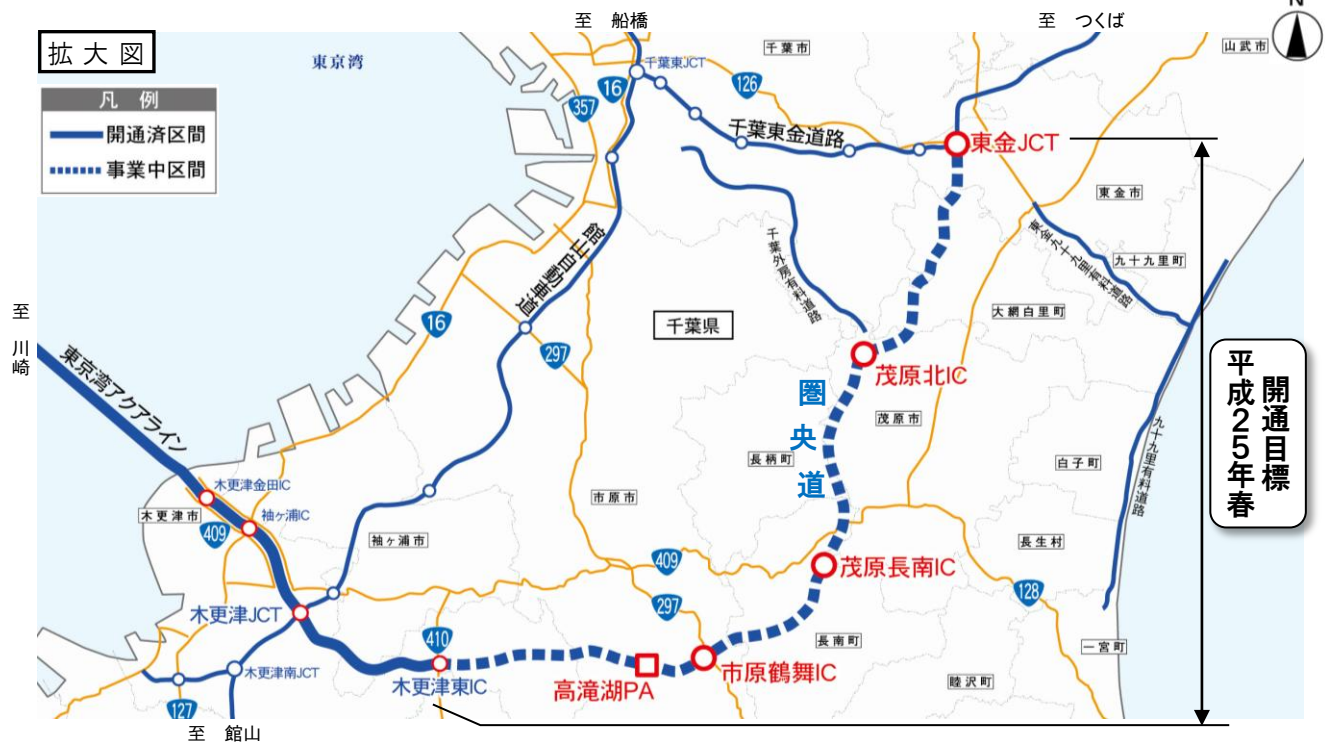 至 船橋
至 つくば
N
拡大図
東京湾
千葉市
山武市
千葉東JCT
凡 例
開通済区間
事業中区間
16
357
126
千葉東金道路
東金JCT
東金市
館山自動車道
千葉外房有料道路
東金九十九里有料道路
九十九里町
至 川崎
16
千葉県
大網白里町
297
東京湾アクアライン
茂原北IC
圏央道
茂原市
開通目標
平成25年春
長柄町
白子町
九十九里有料道路
木更津金田IC
市原市
木更津市
袖ヶ浦IC
409
袖ヶ浦市
長生村
409
茂原長南IC
128
297
木更津JCT
410
長南町
一宮町
木更津南JCT
木更津東IC
高滝湖PA
市原鶴舞IC
睦沢町
127
至 館山